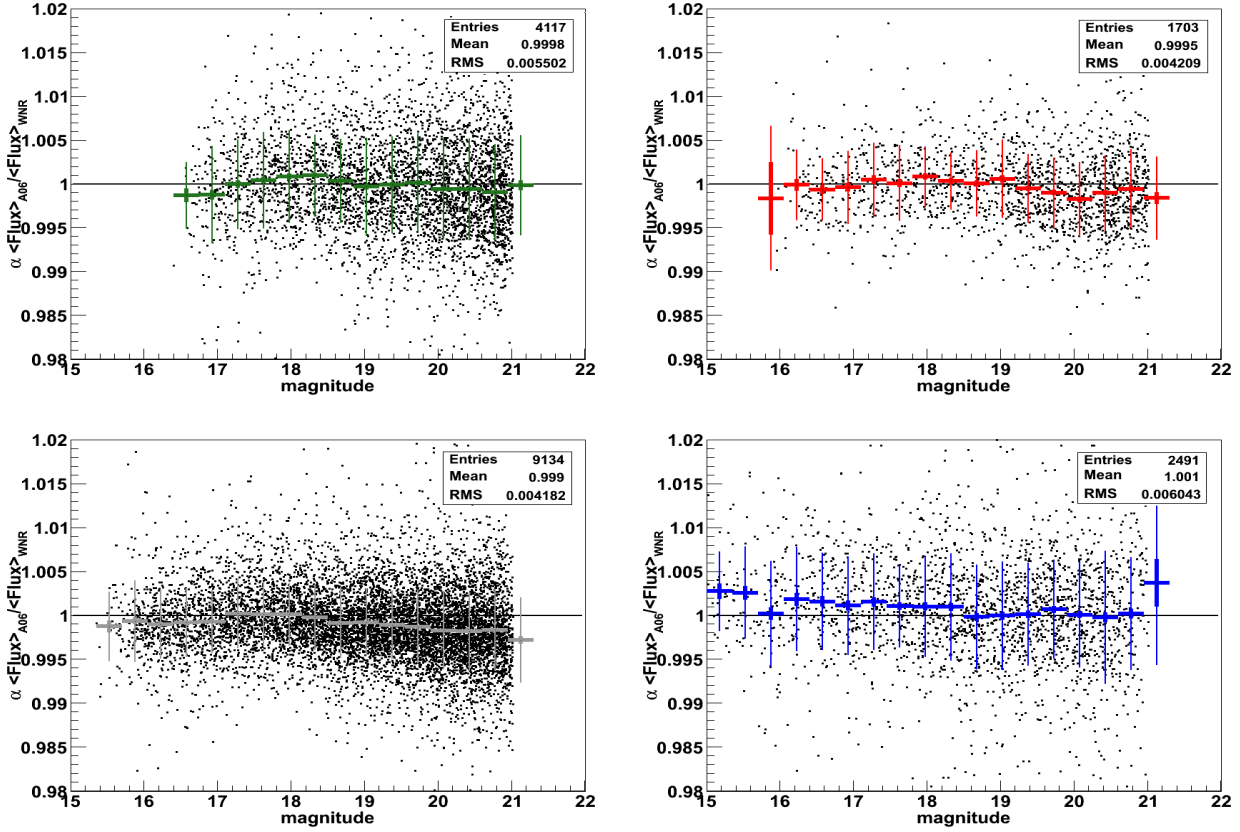 1.02
1.015
1.01
1.005
1
0.995
0.99
0.985
0.98
α <Flux>A06/<Flux>WNR
Entries 4117
Mean 0.9998
RMS 0.005502
15 16 17 18 19 20 21 22
magnitude
1.02
1.015
1.01
1.005
1
0.995
0.99
0.985
0.98
α <Flux>A06/<Flux>WNR
Entries 1703
Mean 0.9995
RMS 0.004209
15 16 17 18 19 20 21 22
magnitude
1.02
1.015
1.01
1.005
1
0.995
0.99
0.985
0.98
α <Flux>A06/<Flux>WNR
Entries 9134
Mean 0.999
RMS 0.004182
15 16 17 18 19 20 21 22
magnitude
1.02
1.015
1.01
1.005
1
0.995
0.99
0.985
0.98
α <Flux>A06/<Flux>WNR
Entries 2491
Mean 1.001
RMS 0.006043
15 16 17 18 19 20 21 22
magnitude